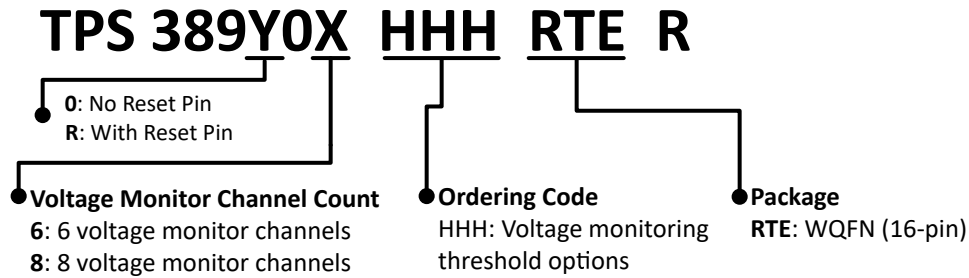 TPS 389Y0X HHH RTE R
0: No Reset Pin
R: With Reset Pin
Voltage Monitor Channel Count
6: 6 voltage monitor channels
8: 8 voltage monitor channels
Ordering Code
HHH: Voltage monitoring
threshold options
Package
RTE: WQFN (16-pin)